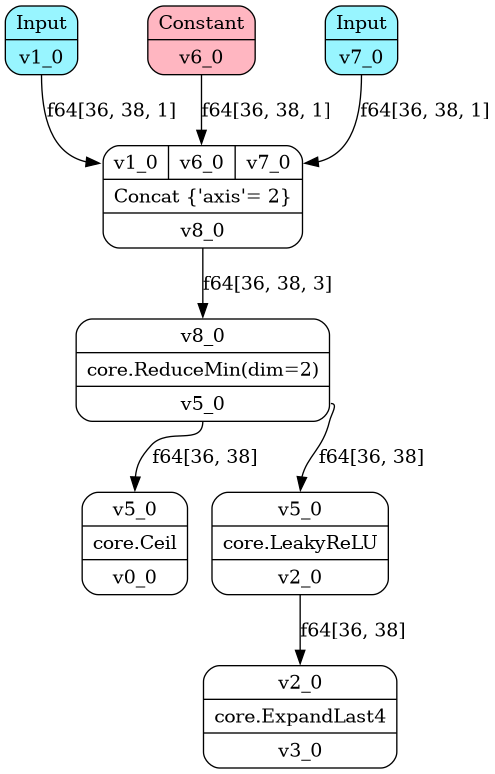 Input
v1_0
Constant
v6_0
Input
v7_0
f64[36, 38, 1]
f64[36, 38, 1]
f64[36, 38, 1]
v1_0 v6_0 v7_0
Concat {'axis'= 2}
v8_0
f64[36, 38, 3]
v8_0
core.ReduceMin(dim=2)
v5_0
f64[36, 38]
f64[36, 38]
v5_0
core.Ceil
v0_0
v5_0
core.LeakyReLU
v2_0
f64[36, 38]
v2_0
core.ExpandLast4
v3_0